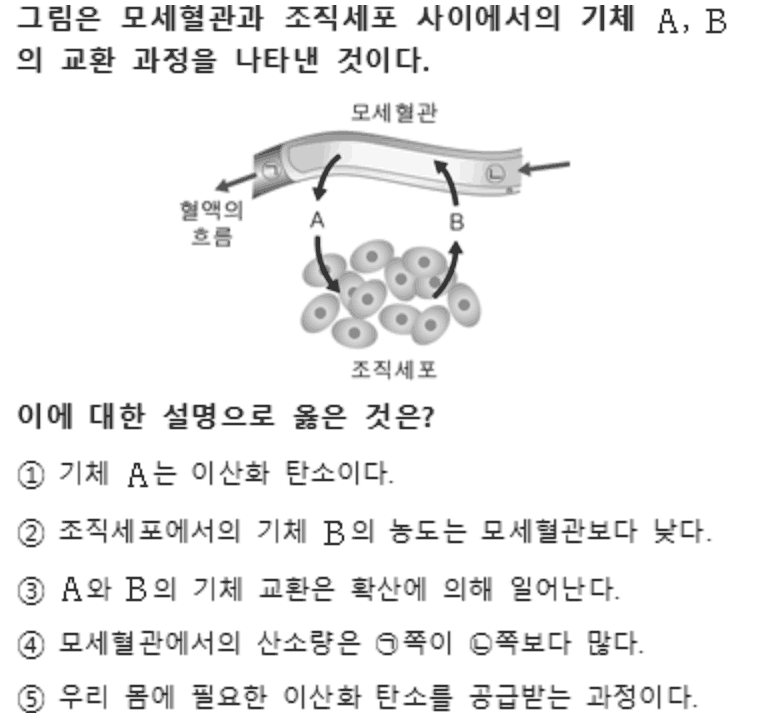 그림은 모세혈관과 조직세포 사이에서의 기체 A, B
의 교환 과정을 나타낸 것이다.
모세혈관
㉠
㉡
혈액의
흐름
A
B
조직세포
이에 대한 설명으로 옳은 것은?
① 기체 A는 이산화 탄소이다.
② 조직세포에서의 기체 B의 농도는 모세혈관보다 낮다.
③ A와 B의 기체 교환은 확산에 의해 일어난다.
④ 모세혈관에서의 산소량은 ㉠쪽이 ㉡쪽보다 많다.
⑤ 우리 몸에 필요한 이산화 탄소를 공급받는 과정이다.